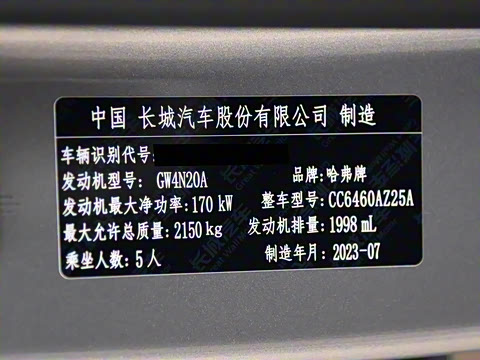 中国 长城汽车股份有限公司 制造
车辆识别代号:
发动机型号: GW4N20A 品牌:哈弗牌
发动机最大净功率:170 kW 整车型号: CC6460AZ25A
最大允许总质量: 2150 kg 发动机排量: 1998 mL
乘坐人数: 5 人 制造年月: 2023-07